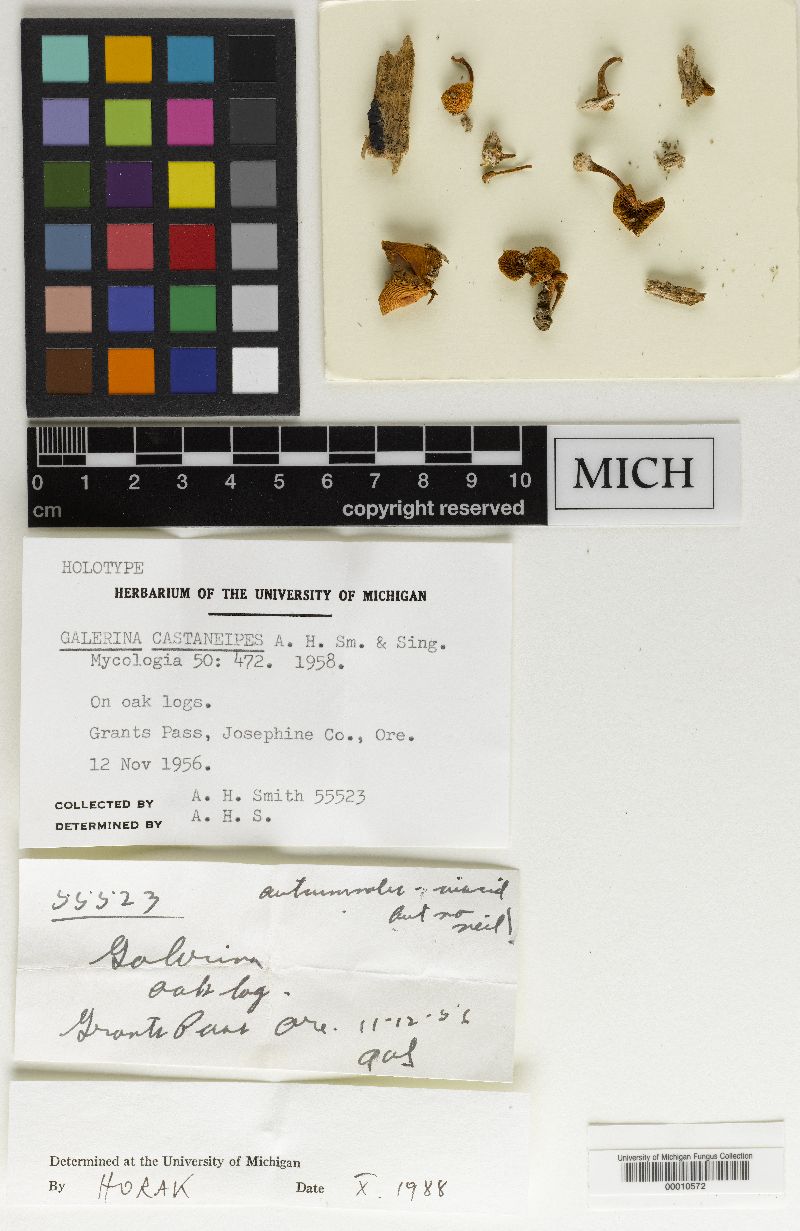 0 1 2 3 4 5 6 7 8 9 10
cm copyright reserved
MICH
HOLOTYPE
HERBARIUM OF THE UNIVERSITY OF MICHIGAN
GALERINA CASTANEIPES A. H. Sm. & Sing.
Mycologia 50: 472. 1958.
On oak logs.
Grants Pass, Josephine Co., Ore.
12 Nov 1956.
COLLECTED BY A. H. Smith 55523
DETERMINED BY A. H. S.
55523 autumnalis - viscid
but no
veil!
Galerina
oak log.
Grants Pass Ore. 11-12-56
Determined at the University of Michigan
By HORAK Date X. 1988
University of Michigan Fungus Collection
00010572